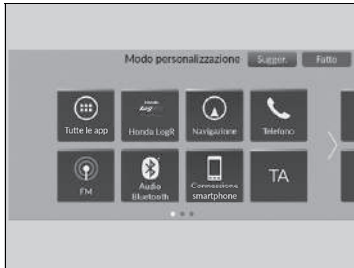 Modo personalizzazione Sugger. Fatto
Tutte le app Honda LogR Navigazione Telefono
FM Audio Bluetooth Connessione smartphone TA